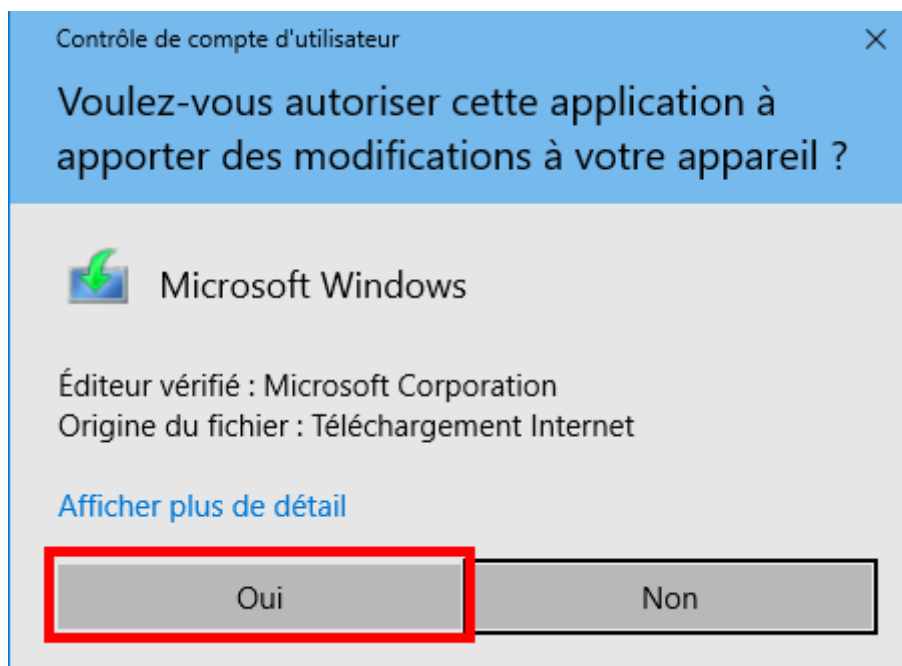 Contrôle de compte d'utilisateur
Voulez-vous autoriser cette application à
apporter des modifications à votre appareil ?
Microsoft Windows
Éditeur vérifié : Microsoft Corporation
Origine du fichier : Téléchargement Internet
Afficher plus de détail
Oui
Non